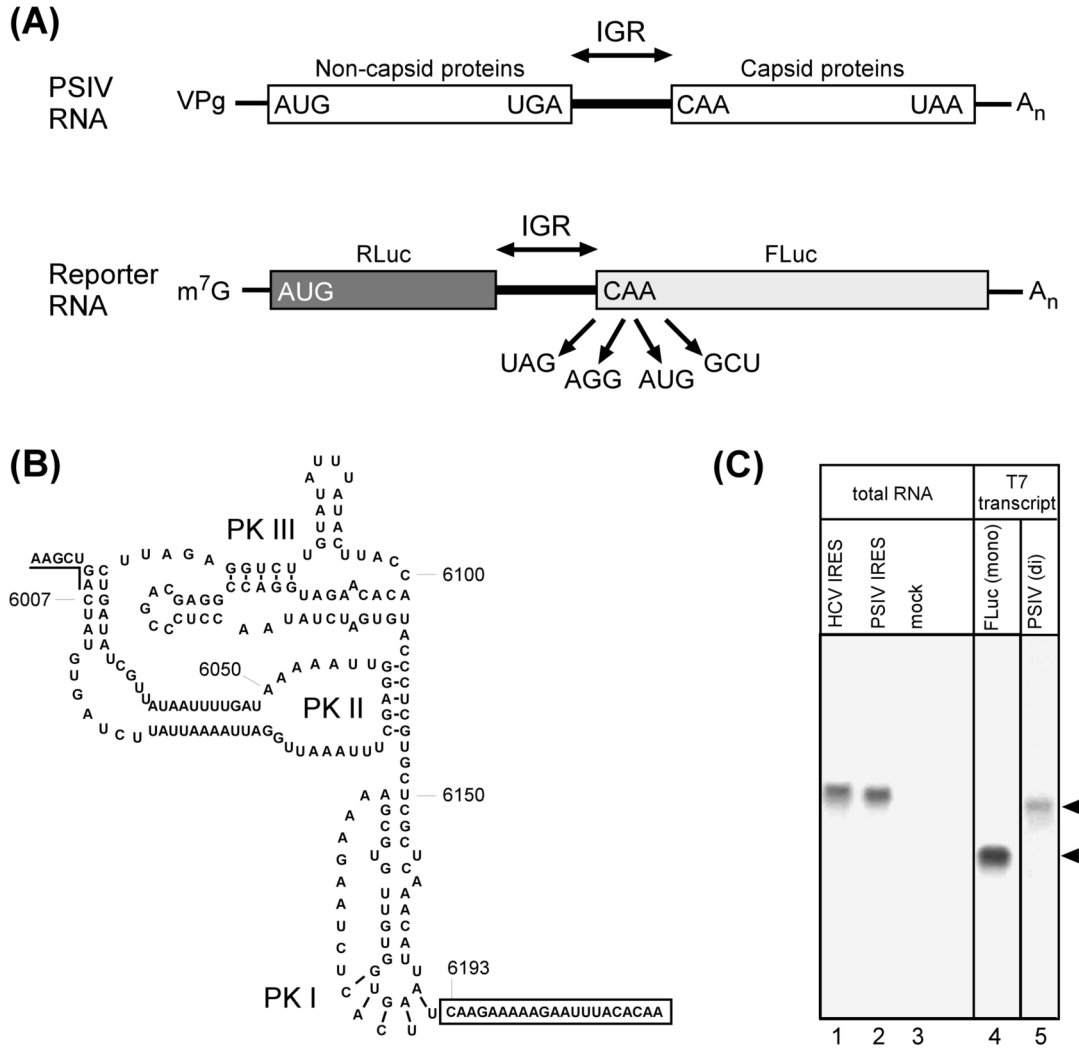 (A)
IGR
Non-capsid proteins
Capsid proteins
PSIV
RNA
VPg
AUG
UGA
CAA
UAA
An
IGR
RLuc
FLuc
Reporter
RNA
m7G
AUG
CAA
An
UAG
AGG
AUG
GCU
(B)
PK III
AAGCU
6007
6100
6050
PK II
AUAAUUUUGAU
UAUUAAAAUUAG
6150
PK I
6193
CAAGAAAAAGAAUUUACACAA
(C)
total RNA
T7
transcript
HCV IRES
PSIV IRES
mock
FLuc (mono)
PSIV (di)
1
2
3
4
5